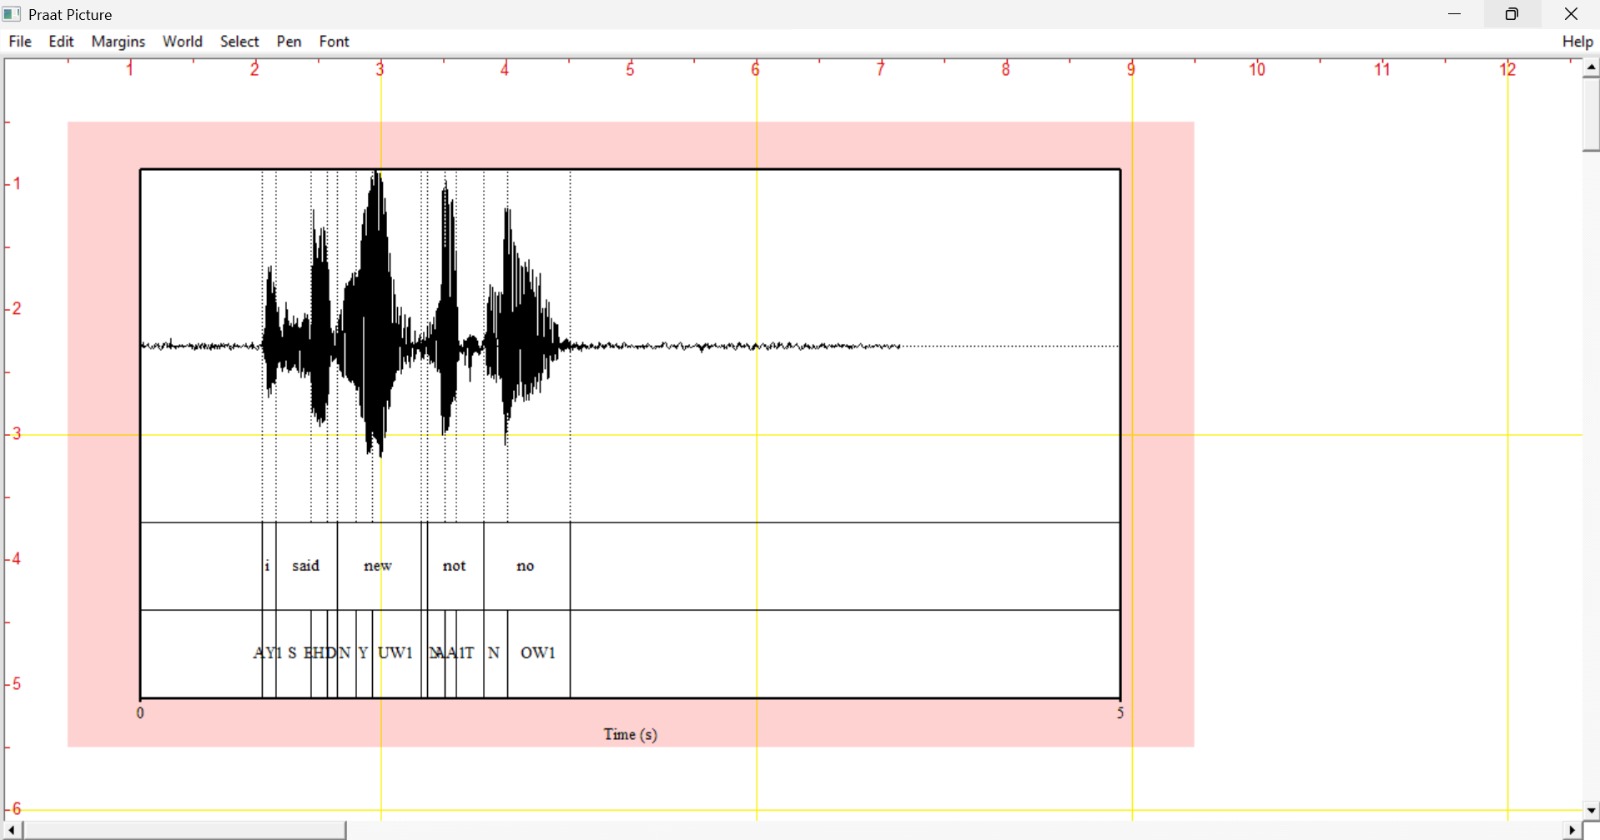 Praat Picture
File Edit Margins World Select Pen Font Help
1 2 3 4 5 6 7 8 9 10 11 12
1
2
3
4
5
6
i said new not no
AY1 S EH D N Y UW1 N AA1 T N OW1
0 5
Time (s)